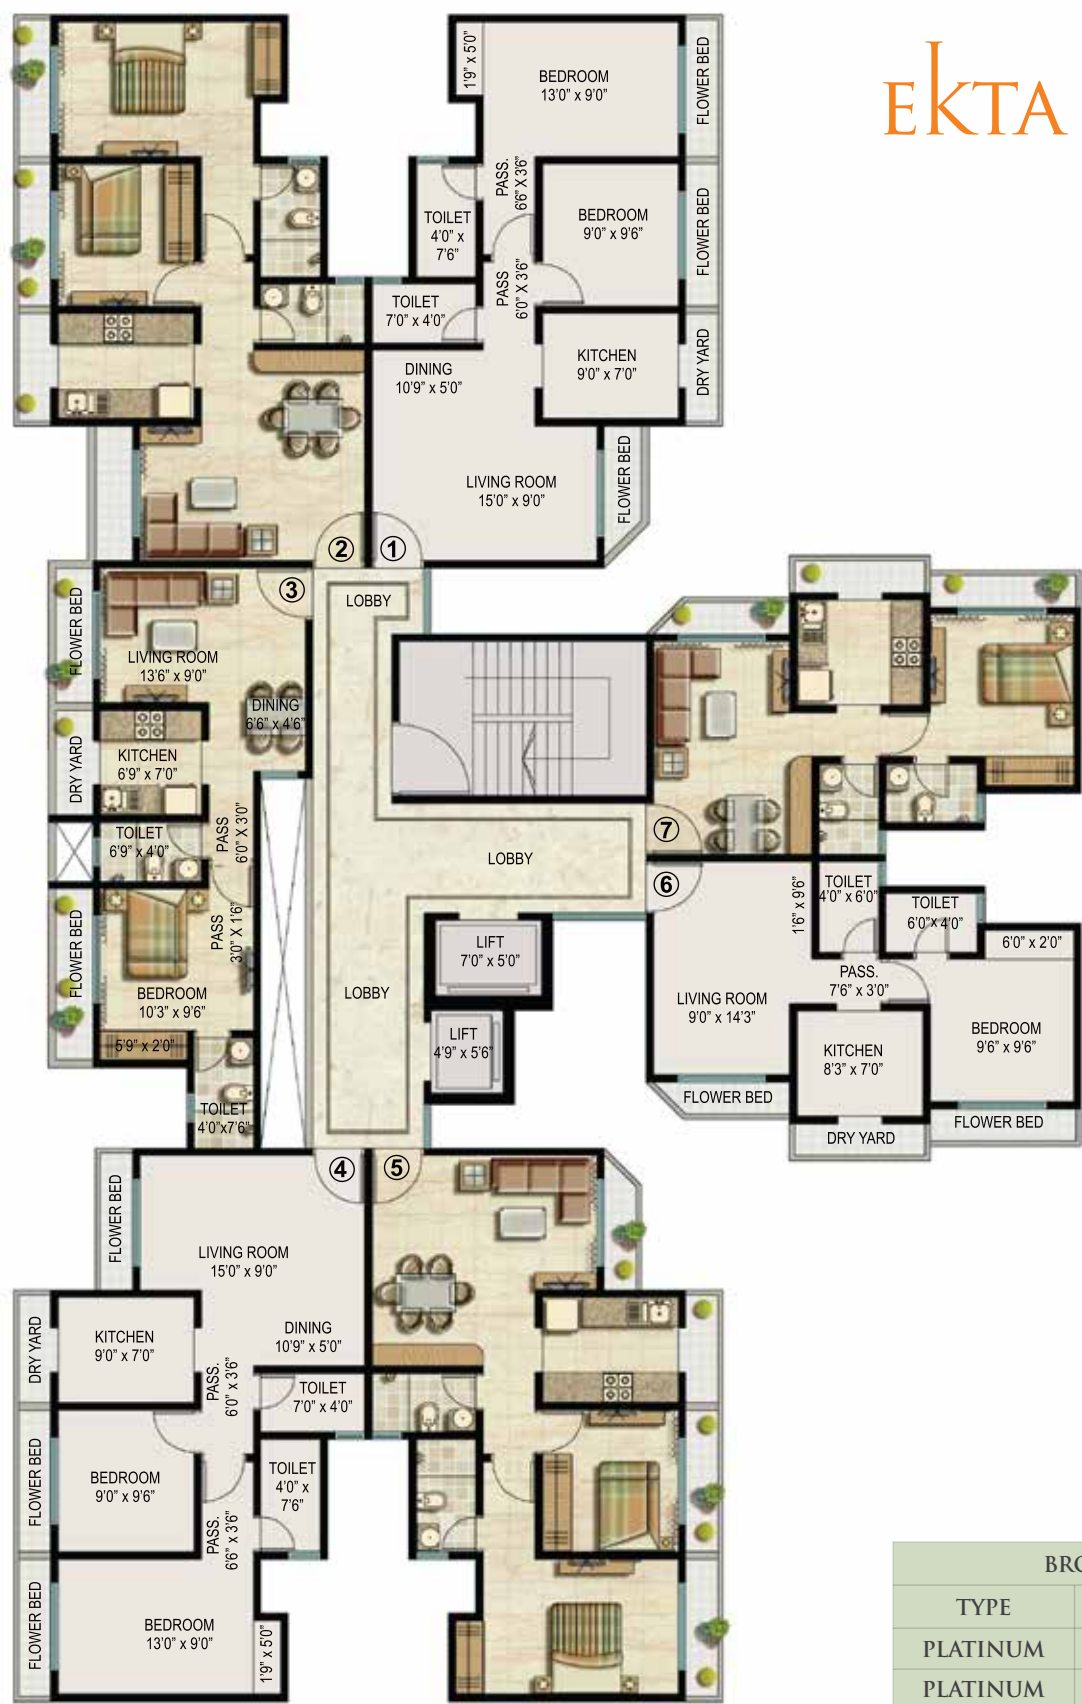 EKTA
1'9" x 5'0"
BEDROOM
13'0" x 9'0"
FLOWER BED
PASS.
6'6" X 3'6"
TOILET
4'0" x
7'6"
BEDROOM
9'0" x 9'6"
FLOWER BED
PASS
6'0" X 3'6"
TOILET
7'0" x 4'0"
DINING
10'9" x 5'0"
KITCHEN
9'0" x 7'0"
DRY YARD
LIVING ROOM
15'0" x 9'0"
FLOWER BED
2
1
3
LOBBY
FLOWER BED
LIVING ROOM
13'6" x 9'0"
DINING
6'6" x 4'6"
DRY YARD
KITCHEN
6'9" x 7'0"
TOILET
6'9" x 4'0"
PASS
6'0" X 3'0"
7
LOBBY
6
FLOWER BED
PASS
3'0" X 1'6"
BEDROOM
10'3" x 9'6"
5'9" x 2'0"
TOILET
4'0"x7'6"
LIFT
7'0" x 5'0"
LOBBY
LIFT
4'9" x 5'6"
1'6" x 9'6"
TOILET
4'0" x 6'0"
TOILET
6'0" x 4'0"
6'0" x 2'0"
PASS.
7'6" x 3'0"
LIVING ROOM
9'0" x 14'3"
KITCHEN
8'3" x 7'0"
BEDROOM
9'6" x 9'6"
FLOWER BED
FLOWER BED
DRY YARD
4
5
FLOWER BED
LIVING ROOM
15'0" x 9'0"
DRY YARD
KITCHEN
9'0" x 7'0"
DINING
10'9" x 5'0"
PASS.
6'0" x 3'6"
TOILET
7'0" x 4'0"
FLOWER BED
BEDROOM
9'0" x 9'6"
TOILET
4'0" x
7'6"
PASS.
6'6" x 3'6"
FLOWER BED
BEDROOM
13'0" x 9'0"
1'9" x 5'0"
BRO
TYPE
PLATINUM
PLATINUM